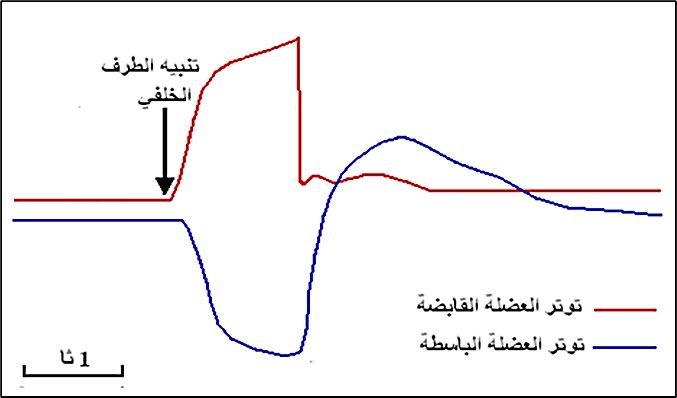 تنبيه الطرف
الخلفي
توتر العضلة القابضة
توتر العضلة الباسطة
1 ثا